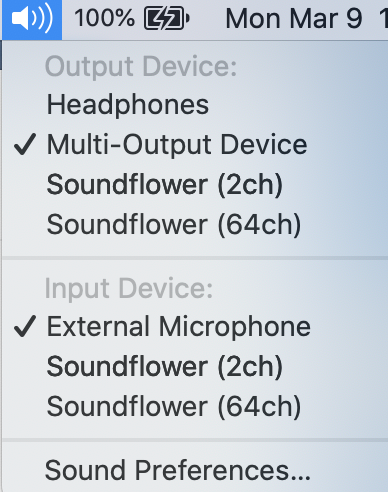 100% Mon Mar 9 1
Output Device:
Headphones
✓ Multi-Output Device
Soundflower (2ch)
Soundflower (64ch)
Input Device:
✓ External Microphone
Soundflower (2ch)
Soundflower (64ch)
Sound Preferences...